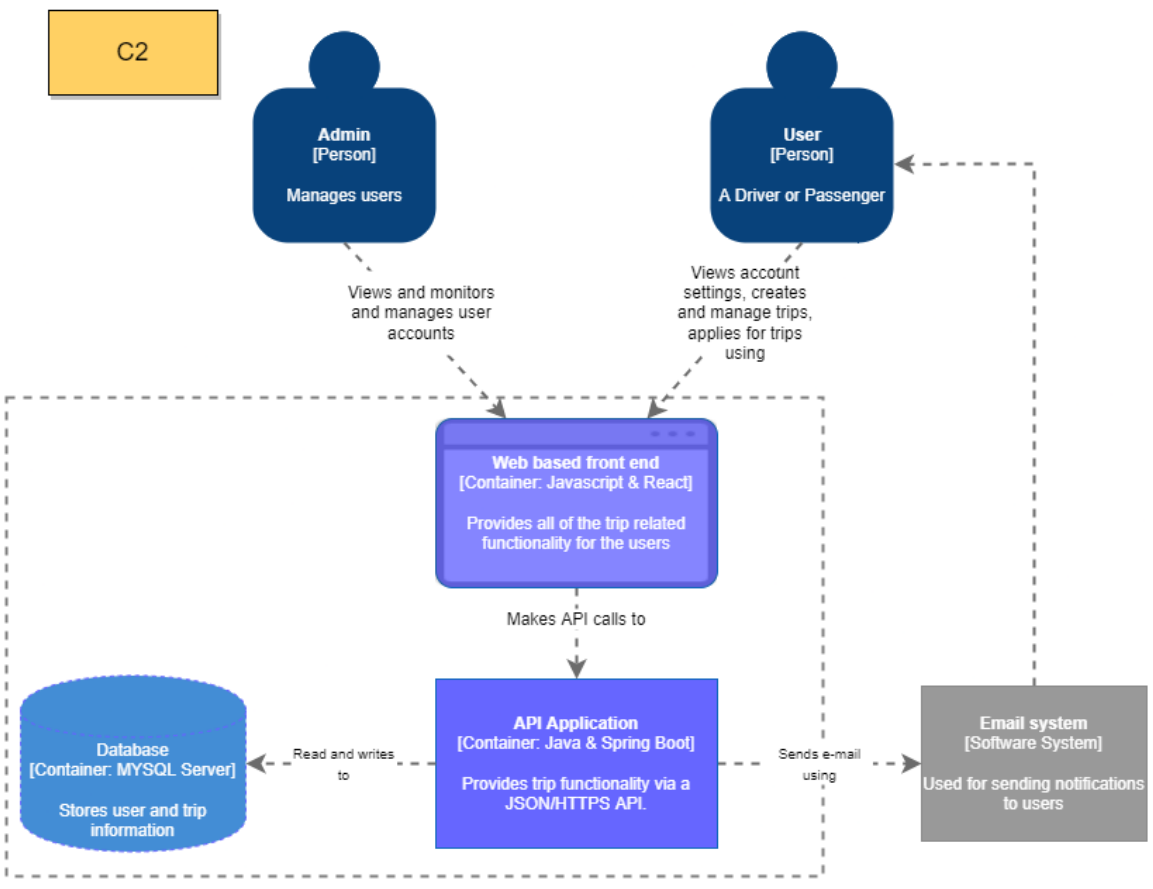 C2
Admin
[Person]
Manages users
User
[Person]
A Driver or Passenger
Views and monitors
and manages user
accounts
Views account
settings, creates
and manage trips,
applies for trips
using
Web based front end
[Container: Javascript & React]
Provides all of the trip related
functionality for the users
Makes API calls to
Database
[Container: MYSQL Server]
Stores user and trip
information
Read and writes
to
API Application
[Container: Java & Spring Boot]
Provides trip functionality via a
JSON/HTTPS API.
Sends e-mail
using
Email system
[Software System]
Used for sending notifications
to users